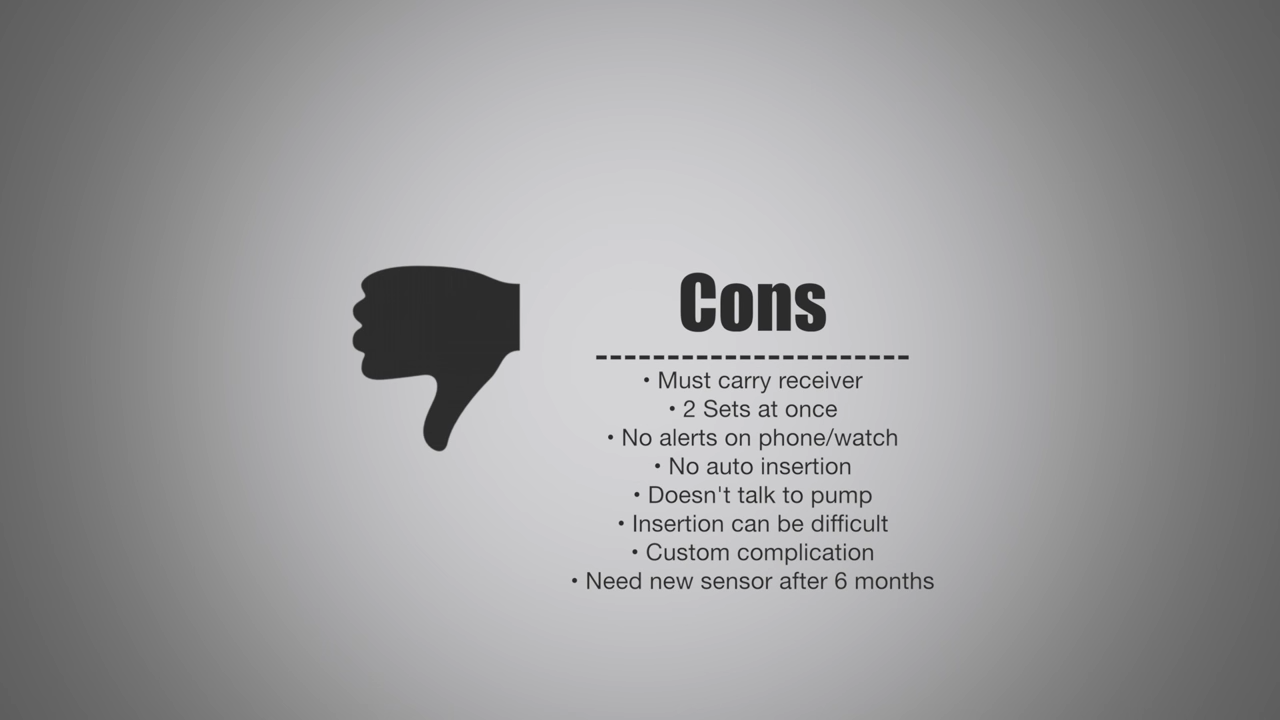 Cons
• Must carry receiver
• 2 Sets at once
• No alerts on phone/watch
• No auto insertion
• Doesn't talk to pump
• Insertion can be difficult
• Custom complication
• Need new sensor after 6 months